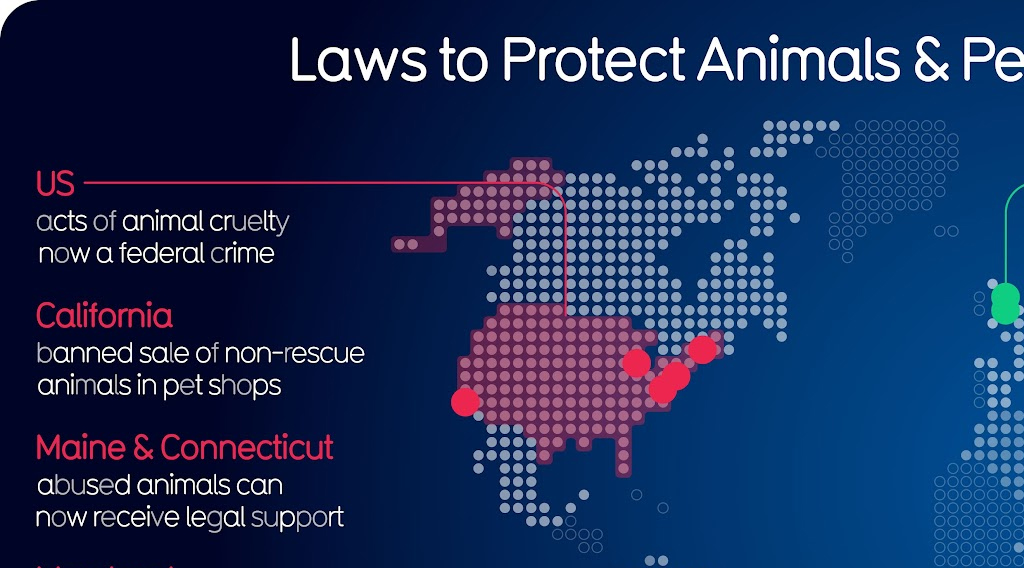 Laws to Protect Animals & Pe
US
acts of animal cruelty
now a federal crime
California
banned sale of non-rescue
animals in pet shops
Maine & Connecticut
abused animals can
now receive legal support